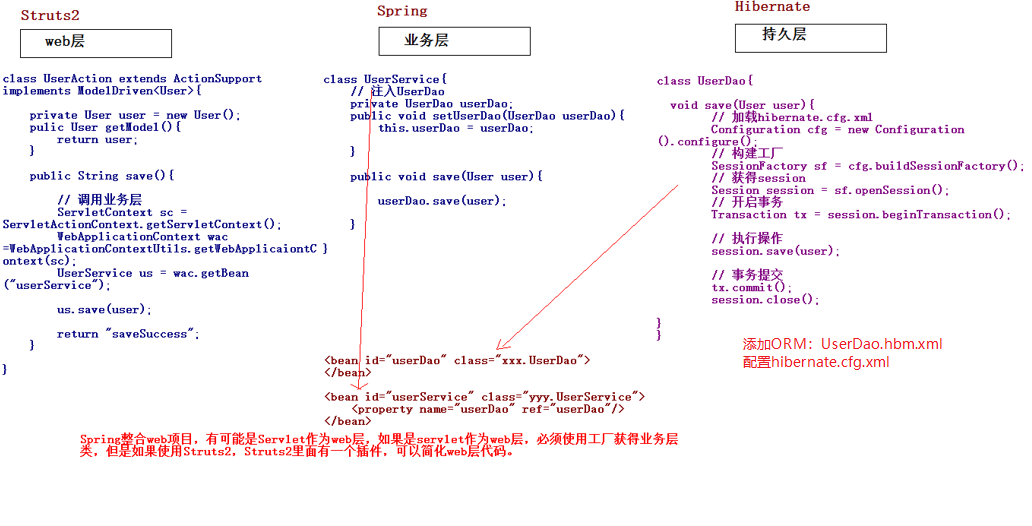 Struts2
web层
class UserAction extends ActionSupport
implements ModelDriven<User>{
private User user = new User();
pulic User getModel(){
return user;
}
public String save(){
// 调用业务层
ServletContext sc =
ServletActionContext.getServletContext();
WebApplicationContext wac
=WebApplicationContextUtils.getWebApplicaiontC
ontext(sc);
UserService us = wac.getBean
("userService");
us.save(user);
return "saveSuccess";
}
}
Spring
业务层
class UserService{
// 注入UserDao
private UserDao userDao;
public void setUserDao(UserDao userDao){
this.userDao = userDao;
}
public void save(User user){
userDao.save(user);
}
}
<bean id="userDao" class="xxx.UserDao">
</bean>
<bean id="userService" class="yyy.UserService">
<property name="userDao" ref="userDao"/>
</bean>
Hibernate
持久层
class UserDao{
void save(User user){
// 加载hibernate.cfg.xml
Configuration cfg = new Configuration
().configure();
// 构建工厂
SessionFactory sf = cfg.buildSessionFactory();
// 获得session
Session session = sf.openSession();
// 开启事务
Transaction tx = session.beginTransaction();
// 执行操作
session.save(user);
// 事务提交
tx.commit();
session.close();
}
}
添加ORM：UserDao.hbm.xml
配置hibernate.cfg.xml
Spring整合web项目，有可能是Servlet作为web层，如果是servlet作为web层，必须使用工厂获得业务层
类，但是如果使用Struts2，Struts2里面有一个插件，可以简化web层代码。